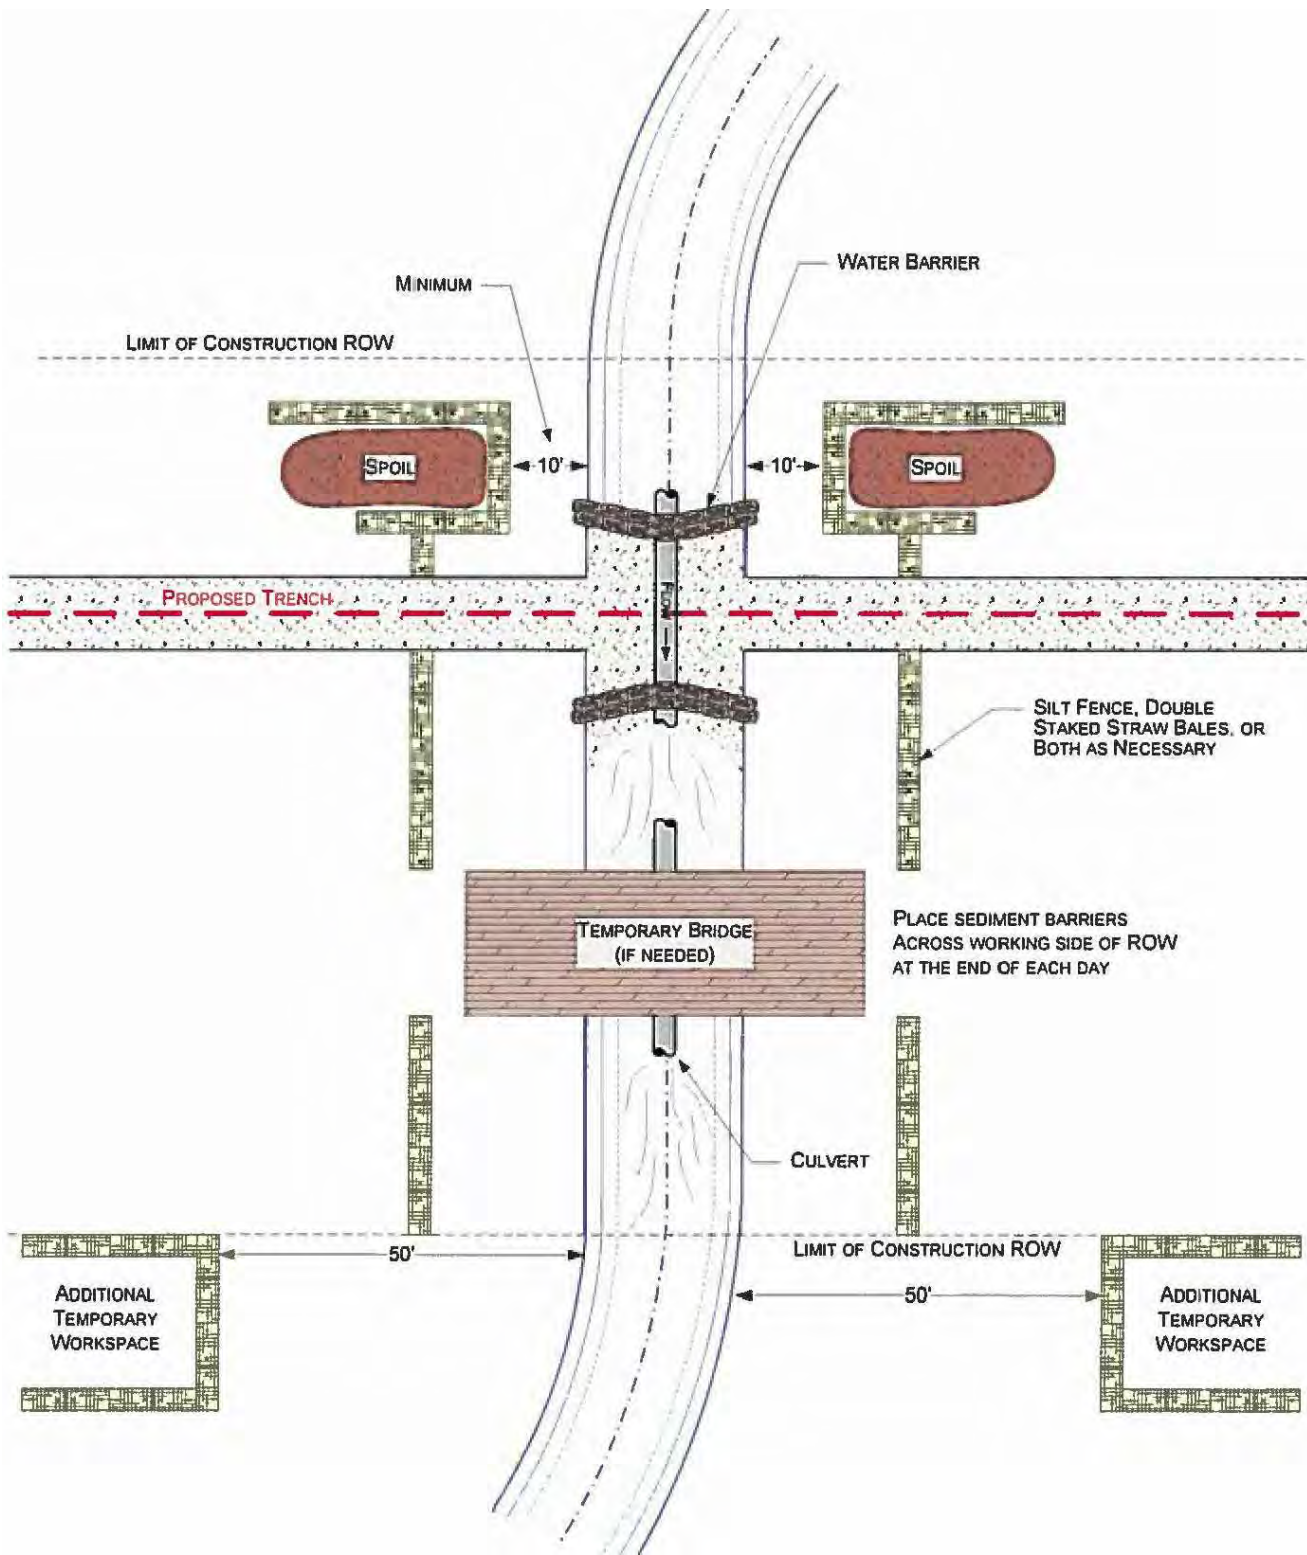 WATER BARRIER
MINIMUM
LIMIT OF CONSTRUCTION ROW
SPOIL
10'
10'
SPOIL
PROPOSED TRENCH
FLOW
SILT FENCE, DOUBLE
STAKED STRAW BALES, OR
BOTH AS NECESSARY
TEMPORARY BRIDGE
(IF NEEDED)
PLACE SEDIMENT BARRIERS
ACROSS WORKING SIDE OF ROW
AT THE END OF EACH DAY
CULVERT
50'
LIMIT OF CONSTRUCTION ROW
50'
ADDITIONAL
TEMPORARY
WORKSPACE
ADDITIONAL
TEMPORARY
WORKSPACE